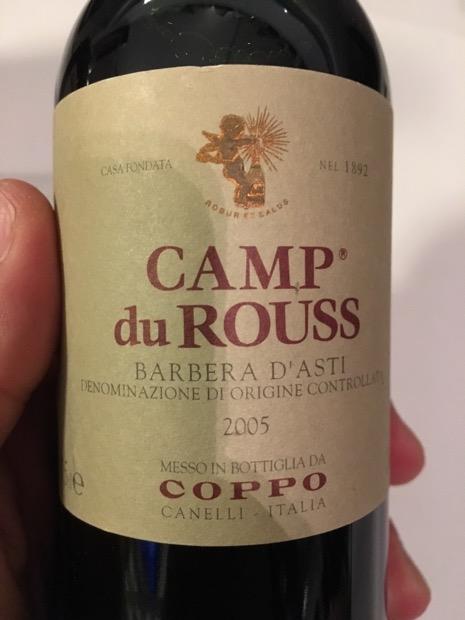 CASA FONDATA
NEL 1892
ROBUR ET SALUS
CAMP®
du ROUSS
BARBERA D'ASTI
DENOMINAZIONE DI ORIGINE CONTROLLATA
2005
MESSO IN BOTTIGLIA DA
COPPO
CANELLI - ITALIA
e